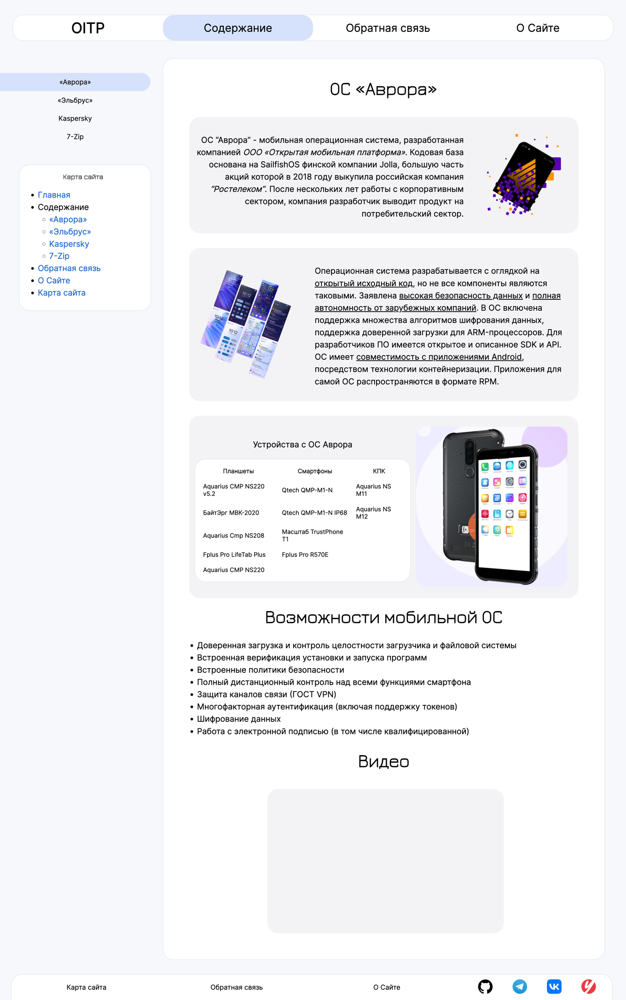 OITP
Содержание
Обратная связь
О Сайте
«Аврора»
«Эльбрус»
Kaspersky
7-Zip
Карта сайта
Главная
Содержание
«Аврора»
«Эльбрус»
Kaspersky
7-Zip
Обратная связь
О Сайте
Карта сайта
ОС «Аврора»
ОС “Аврора” - мобильная операционная система, разработанная
компанией ООО «Открытая мобильная платформа». Кодовая база
основана на SailfishOS финской компании Jolla, большую часть
акций которой в 2018 году выкупила российская компания
“Ростелеком”. После нескольких лет работы с корпоративным
сектором, компания разработчик выводит продукт на
потребительский сектор.
10:12
10:12
10:12
10:12
Операционная система разрабатывается с оглядкой на
открытый исходный код, но не все компоненты являются
таковыми. Заявлена высокая безопасность данных и полная
автономность от зарубежных компаний. В ОС включена
поддержка множества алгоритмов шифрования данных,
поддержка доверенной загрузки для ARM-процессоров. Для
разработчиков ПО имеется открытое и описанное SDK и API.
ОС имеет совместимость с приложениями Android,
посредством технологии контейнеризации. Приложения для
самой ОС распространяются в формате RPM.
Устройства с ОС Аврора
Планшеты Смартфоны КПК
Aquarius CMP NS220 v5.2 Qtech QMP-M1-N Aquarius NS M11
БайтЭрг МВК-2020 Qtech QMP-M1-N IP68 Aquarius NS M12
Aquarius Cmp NS208 Масштаб TrustPhone T1
Fplus Pro LifeTab Plus Fplus Pro R570E
Aquarius CMP NS220
Возможности мобильной ОС
• Доверенная загрузка и контроль целостности загрузчика и файловой системы
• Встроенная верификация установки и запуска программ
• Встроенные политики безопасности
• Полный дистанционный контроль над всеми функциями смартфона
• Защита каналов связи (ГОСТ VPN)
• Многофакторная аутентификация (включая поддержку токенов)
• Шифрование данных
• Работа с электронной подписью (в том числе квалифицированной)
Видео
Карта сайта
Обратная связь
О Сайте